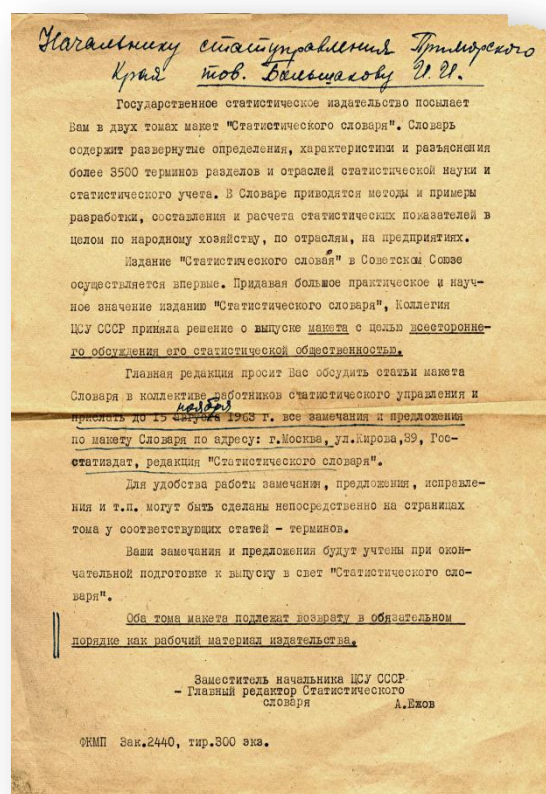 Начальнику статуправления Приморского
Края тов. Большакову И.И.
Государственное статистическое издательство посылает
Вам в двух томах макет "Статистического словаря". Словарь
содержит развернутые определения, характеристики и разъяснения
более 3500 терминов разделов и отраслей статистической науки и
статистического учета. В Словаре приводятся методы и примеры
разработки, составления и расчета статистических показателей в
целом по народному хозяйству, по отраслям, на предприятиях.
Издание "Статистического словая" в Советском Союзе
осуществляется впервые. Придавая большое практическое и науч-
ное значение изданию "Статистического словаря", Коллегия
ЦСУ СССР приняла решение о выпуске макета с целью всесторонне-
го обсуждения его статистической общественностью.
Главная редакция просит Вас обсудить статьи макета
Словаря в коллективе работников статистического управления и
ноября
прислать до 15 августа 1963 г. все замечания и предложения
по макету Словаря по адресу: г.Москва, ул.Кирова,39, Гос-
статиздат, редакция "Статистического словаря".
Для удобства работы замечания, предложения, исправле-
ния и т.п. могут быть сделаны непосредственно на страницах
тома у соответствующих статей - терминов.
Ваши замечания и предложения будут учтены при окон-
чательной подготовке к выпуску в свет "Статистического сло-
варя".
Оба тома макета подлежат возврату в обязательном
порядке как рабочий материал издательства.
Заместитель начальника ЦСУ СССР
- Главный редактор Статистического
словаря А.Ежов
ФКМП Зак.2440, тир.300 экз.